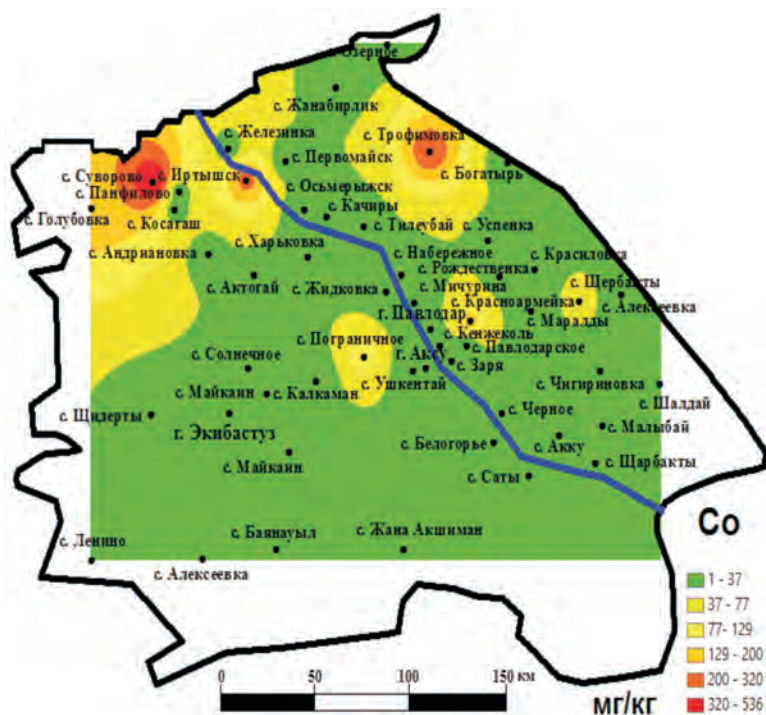 с. Озерное
с. Жанабирлик
с. Железинка
с. Трофимовка
с. Первомайск
с. Богатырь
с. Суворово
с. Иртышск
с. Панфилово
с. Осьмерыжск
с. Голубовка
с. Косагаш
с. Качиры
с. Тилеубай
с. Успенка
с. Андриановка
с. Харьковка
с. Набережное
с. Красиловка
с. Рождественка
с. Актогай
с. Жидковка
с. Мичурина
с. Щербакты
с. Красноармейка
с. Алексеевка
г. Павлодар
с. Маралды
с. Пограничное
с. Кенжеколь
с. Солнечное
г. Аксу
с. Павлодарское
с. Заря
с. Майкаин
с. Калкаман
с. Ушкентай
с. Чигириновка
с. Шалдай
с. Щидерты
с. Черное
г. Экибастуз
с. Малыбай
с. Белогорье
с. Акку
с. Майкаин
с. Щарбакты
с. Саты
Co
с. Ленино
с. Баянауыл
с. Жана Акшиман
с. Алексеевка
1 - 37
37 - 77
77- 129
129 - 200
200 - 320
320 - 536
0 50 100 150 км
мг/кг